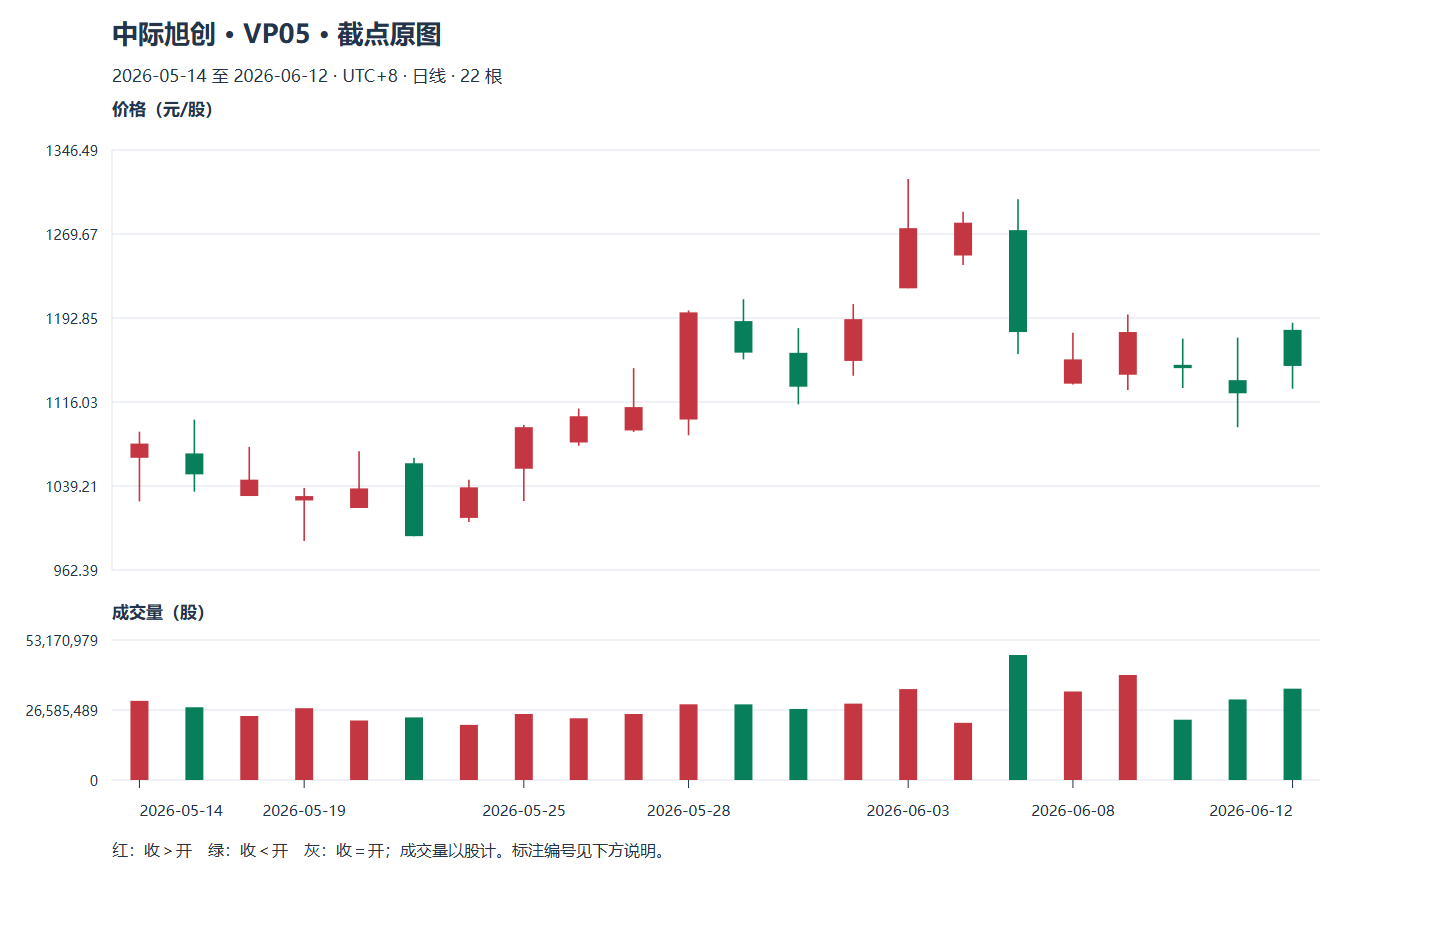 中际旭创 • VP05 • 截点原图
2026-05-14 至 2026-06-12 · UTC+8 · 日线 · 22 根
价格（元/股）
1346.49
1269.67
1192.85
1116.03
1039.21
962.39
成交量（股）
53,170,979
26,585,489
0
2026-05-14 2026-05-19 2026-05-25 2026-05-28 2026-06-03 2026-06-08 2026-06-12
红：收 > 开 绿：收 < 开 灰：收 = 开；成交量以股计。标注编号见下方说明。